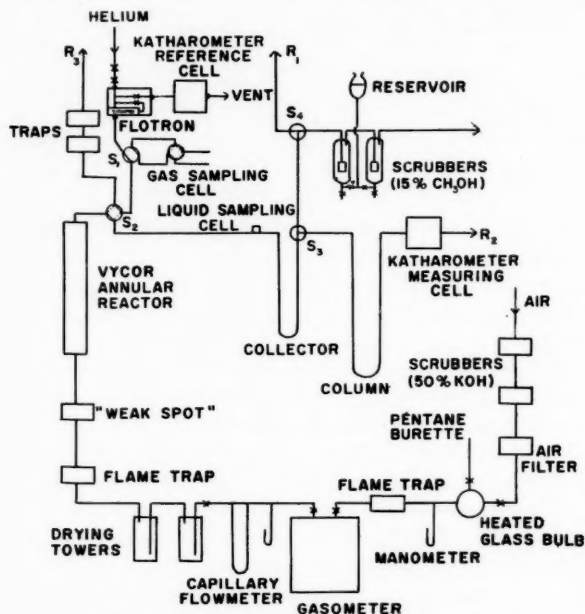 HELIUM
R3
KATHAROMETER
REFERENCE
CELL
VENT
FLOTRON
TRAPS
S1
GAS SAMPLING
CELL
R1
RESERVOIR
S4
SCRUBBERS
(15% CH3OH)
S2
LIQUID SAMPLING
CELL
S3
R2
KATHAROMETER
MEASURING
CELL
VYCOR
ANNULAR
REACTOR
COLLECTOR
COLUMN
AIR
SCRUBBERS
(50% KOH)
"WEAK SPOT"
PENTANE
BURETTE
AIR
FILTER
FLAME TRAP
FLAME TRAP
HEATED
GLASS BULB
DRYING
TOWERS
MANOMETER
CAPILLARY
FLOWMETER
GASOMETER